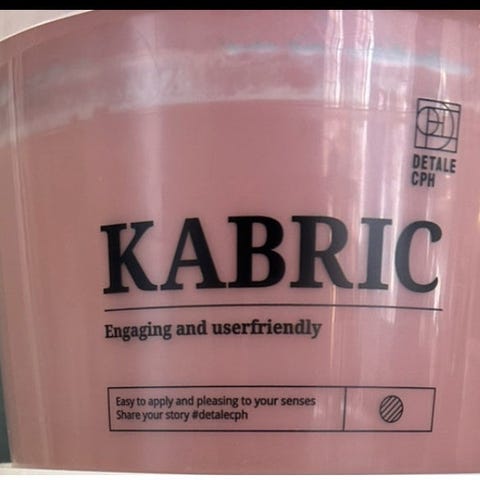 DETALE
CPH
KABRIC
Engaging and userfriendly
Easy to apply and pleasing to your senses
Share your story #detalecph